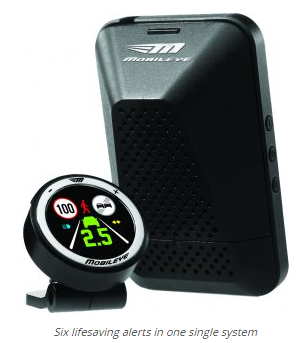 MOBILEYE
100
2.5
MOBILEYE
Six lifesaving alerts in one single system